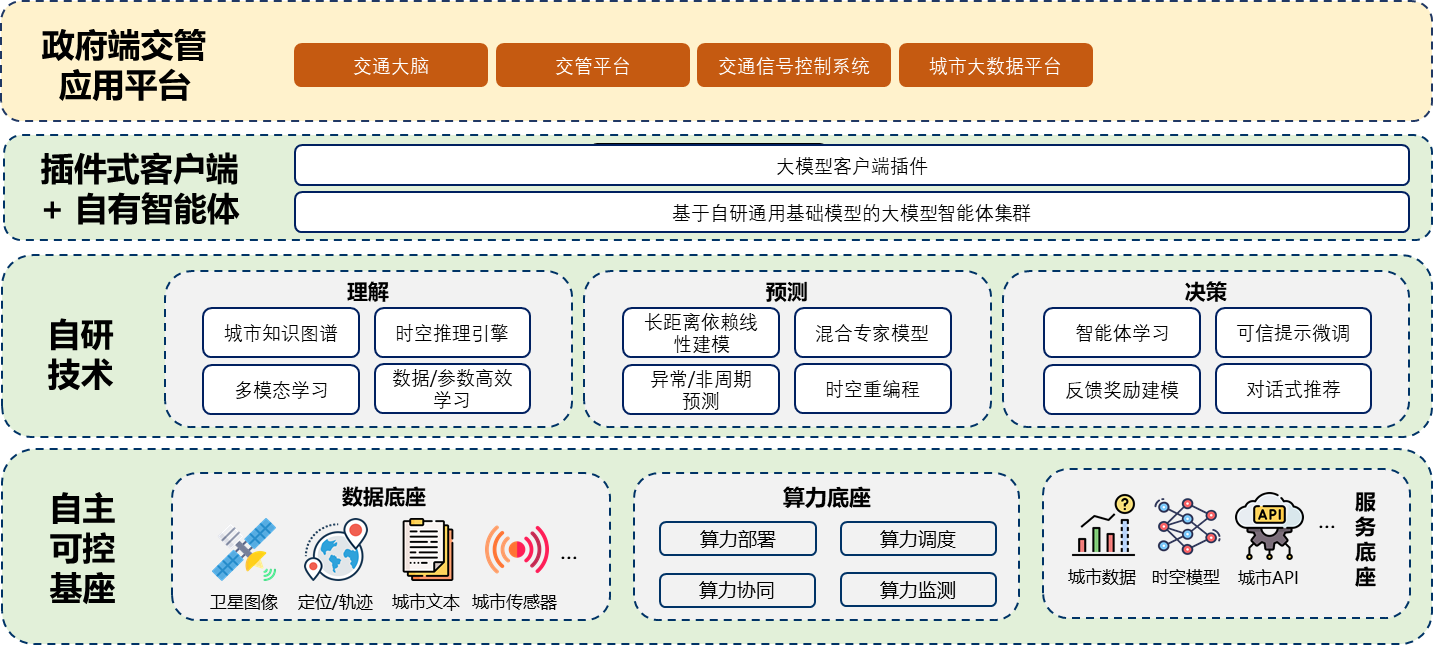 政府端交管
应用平台
交通大脑
交管平台
交通信号控制系统
城市大数据平台
插件式客户端
+ 自有智能体
大模型客户端插件
基于自研通用基础模型的大模型智能体集群
自研
技术
理解
城市知识图谱
时空推理引擎
多模态学习
数据/参数高效
学习
预测
长距离依赖线
性建模
混合专家模型
异常/非周期
预测
时空重编程
决策
智能体学习
可信提示微调
反馈奖励建模
对话式推荐
自主
可控
基座
数据底座
卫星图像
定位/轨迹
城市文本
城市传感器
...
算力底座
算力部署
算力调度
算力协同
算力监测
?
API
城市数据
时空模型
城市API
...
服
务
底
座